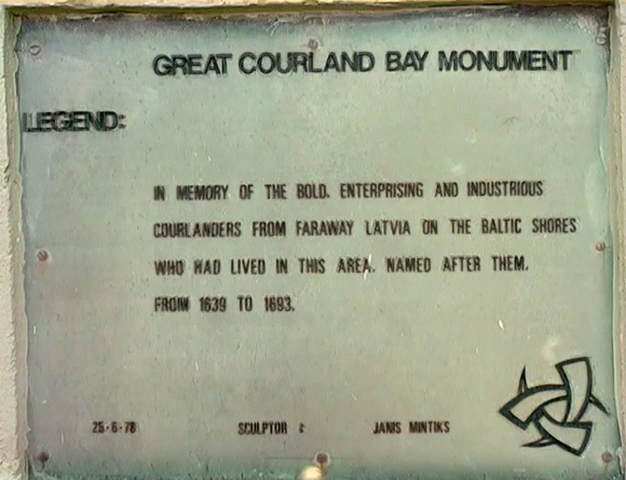 GREAT COURLAND BAY MONUMENT
LEGEND:
IN MEMORY OF THE BOLD, ENTERPRISING AND INDUSTRIOUS
COURLANDERS FROM FARAWAY LATVIA ON THE BALTIC SHORES
WHO HAD LIVED IN THIS AREA, NAMED AFTER THEM,
FROM 1639 TO 1693.
25·6·78 SCULPTOR : JANIS MINTIKS